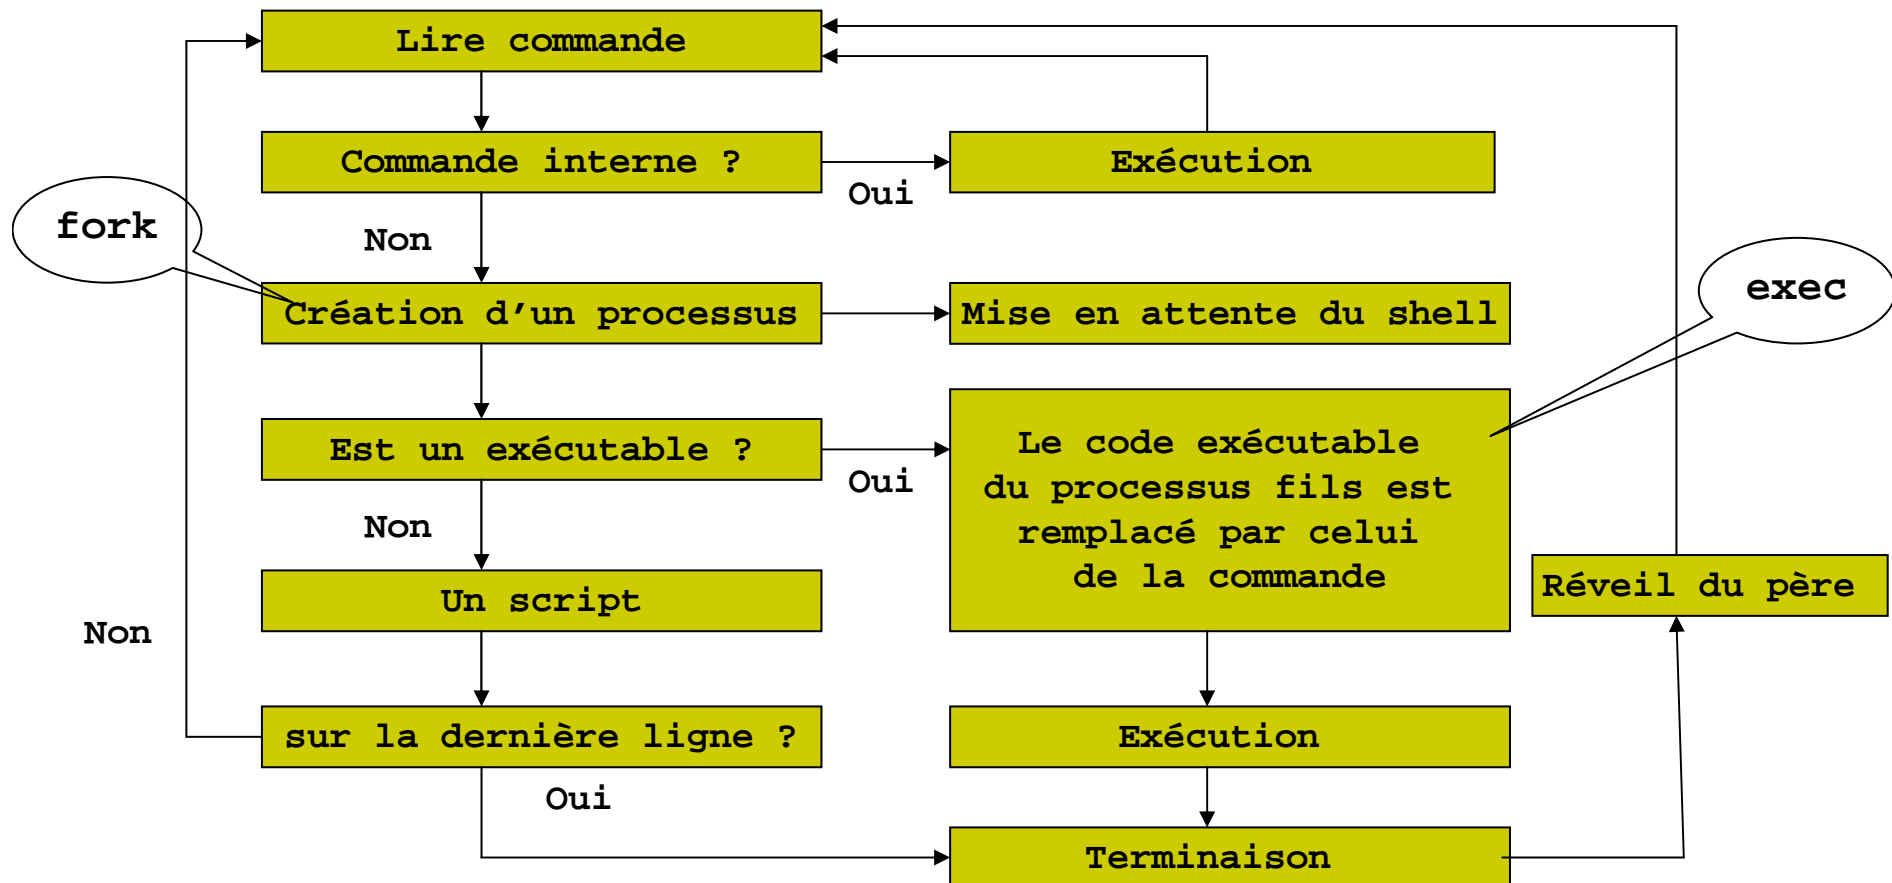 Lire commande
Commande interne ?
Oui
Exécution
fork
Non
Création d’un processus
Mise en attente du shell
exec
Est un exécutable ?
Oui
Le code exécutable
du processus fils est
remplacé par celui
de la commande
Non
Un script
Réveil du père
Non
sur la dernière ligne ?
Exécution
Oui
Terminaison